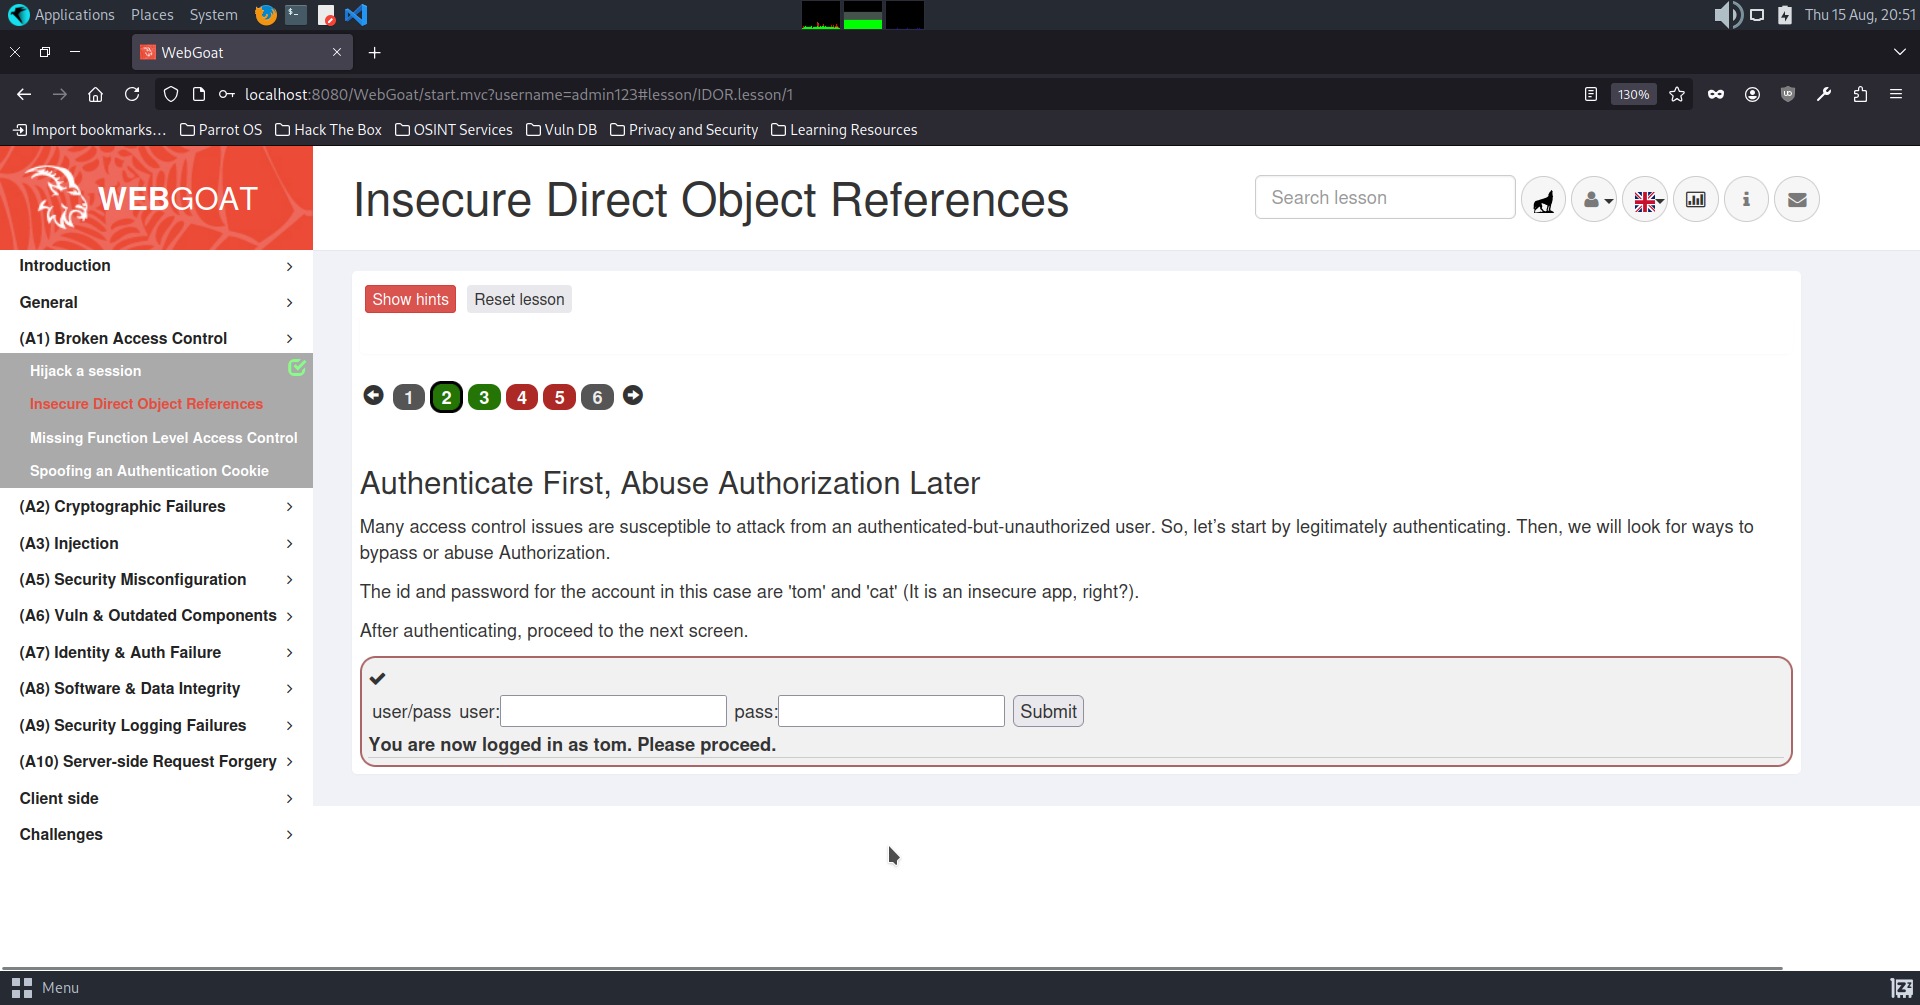 Applications Places System
Thu 15 Aug, 20:51
WebGoat
localhost:8080/WebGoat/start.mvc?username=admin123#lesson/IDOR.lesson/1
130%
Import bookmarks... Parrot OS Hack The Box OSINT Services Vuln DB Privacy and Security Learning Resources
WEBGOAT
Insecure Direct Object References
Search lesson
Introduction
General
(A1) Broken Access Control
Hijack a session
Insecure Direct Object References
Missing Function Level Access Control
Spoofing an Authentication Cookie
(A2) Cryptographic Failures
(A3) Injection
(A5) Security Misconfiguration
(A6) Vuln & Outdated Components
(A7) Identity & Auth Failure
(A8) Software & Data Integrity
(A9) Security Logging Failures
(A10) Server-side Request Forgery
Client side
Challenges
Show hints Reset lesson
1 2 3 4 5 6
Authenticate First, Abuse Authorization Later
Many access control issues are susceptible to attack from an authenticated-but-unauthorized user. So, let’s start by legitimately authenticating. Then, we will look for ways to
bypass or abuse Authorization.
The id and password for the account in this case are 'tom' and 'cat' (It is an insecure app, right?).
After authenticating, proceed to the next screen.
user/pass user: pass: Submit
You are now logged in as tom. Please proceed.
Menu